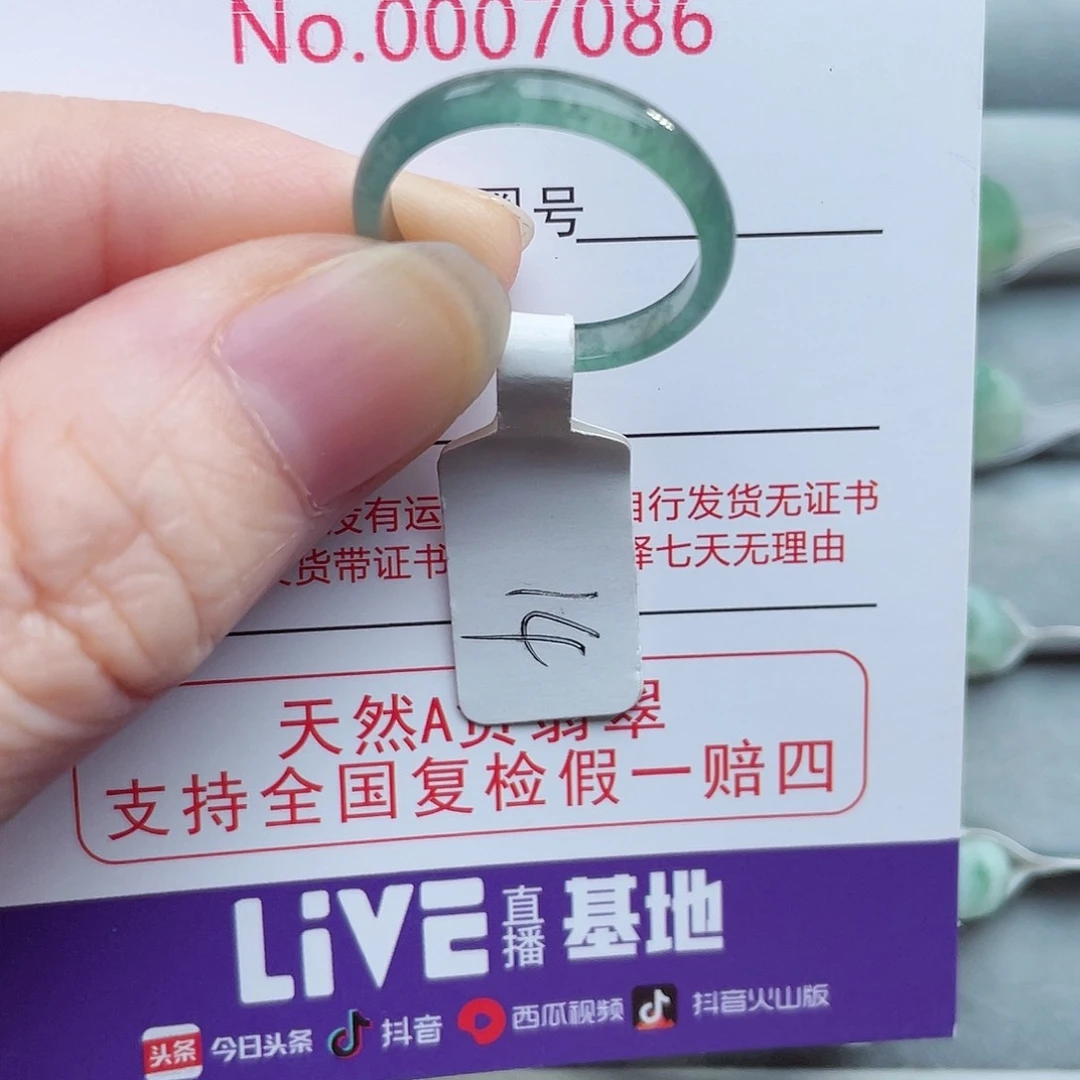 No.0007086
圈号
没有运 自行发货无证书
货带证书 择七天无理由
14
天然A货翡翠
支持全国复检假一赔四
LiVE 直播 基地
头条 今日头条 抖音 西瓜视频 抖音火山版